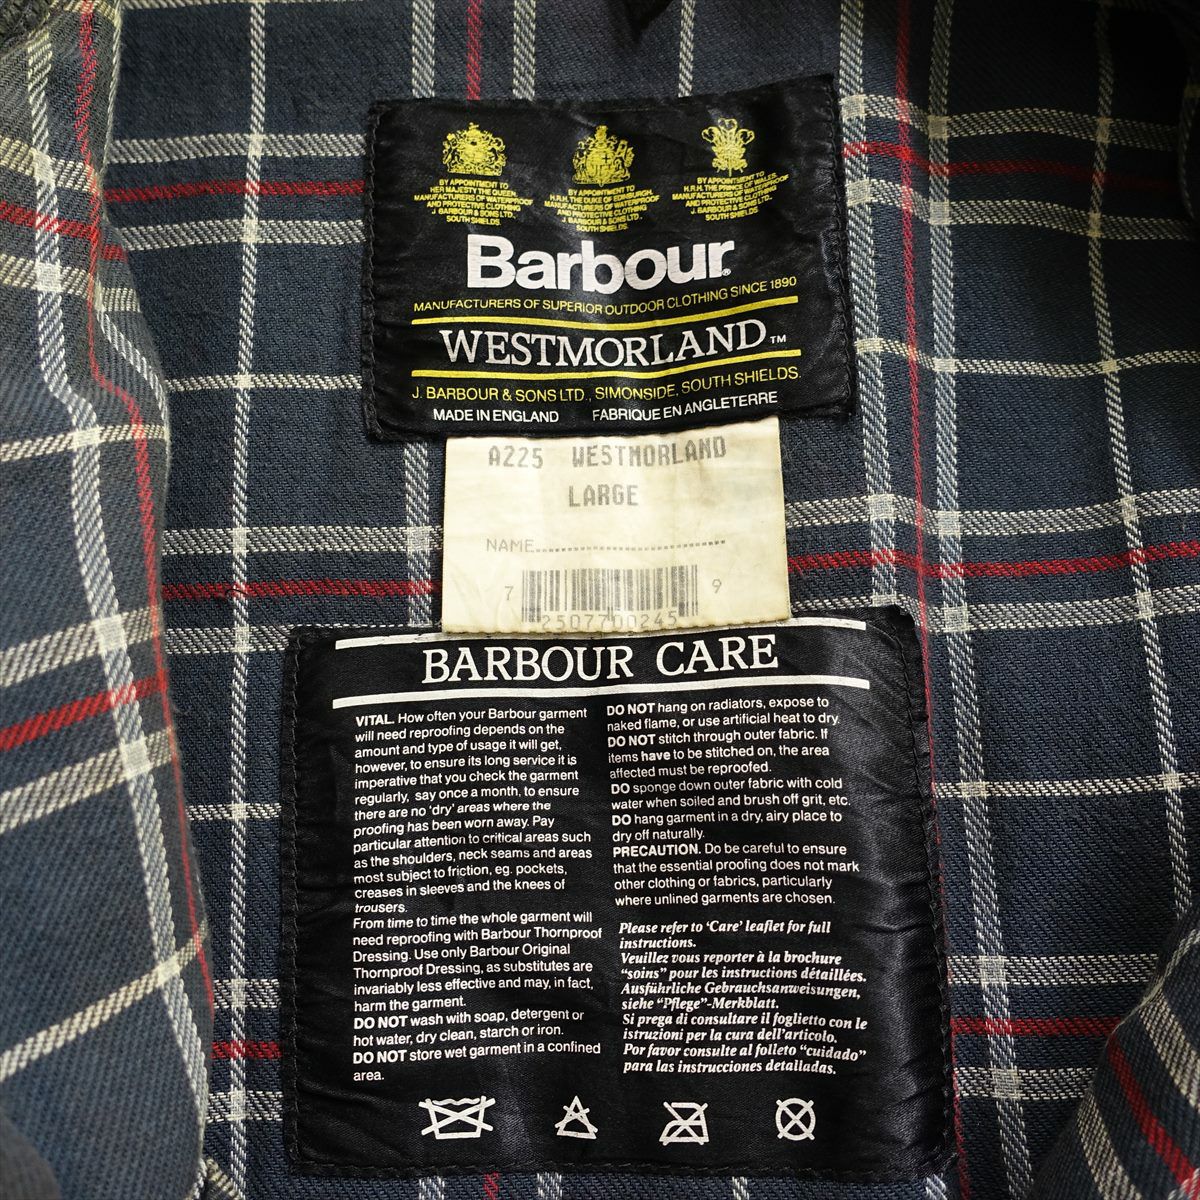 BY APPOINTMENT TO
HER MAJESTY THE QUEEN
MANUFACTURERS OF WATERPROOF
AND PROTECTIVE CLOTHING
J. BARBOUR & SONS LTD.,
SOUTH SHIELDS.
BY APPOINTMENT TO
H.R.H. THE DUKE OF EDINBURGH.
MANUFACTURERS OF WATERPROOF
AND PROTECTIVE CLOTHING
J. BARBOUR & SONS LTD.,
SOUTH SHIELDS.
BY APPOINTMENT TO
H.R.H. THE PRINCE OF WALES.
MANUFACTURERS OF WATERPROOF
AND PROTECTIVE CLOTHING
J. BARBOUR & SONS LTD.,
SOUTH SHIELDS.
Barbour®
MANUFACTURERS OF SUPERIOR OUTDOOR CLOTHING SINCE 1890
WESTMORLAND™
J. BARBOUR & SONS LTD., SIMONSIDE, SOUTH SHIELDS.
MADE IN ENGLAND FABRIQUE EN ANGLETERRE
A225 WESTMORLAND
LARGE
NAME..............................
7 2507700245 9
BARBOUR CARE
VITAL. How often your Barbour garment
will need reproofing depends on the
amount and type of usage it will get,
however, to ensure its long service it is
imperative that you check the garment
regularly, say once a month, to ensure
there are no 'dry' areas where the
proofing has been worn away. Pay
particular attention to critical areas such
as the shoulders, neck seams and areas
most subject to friction, eg. pockets,
creases in sleeves and the knees of
trousers.
From time to time the whole garment will
need reproofing with Barbour Thornproof
Dressing. Use only Barbour Original
Thornproof Dressing, as substitutes are
invariably less effective and may, in fact,
harm the garment.
DO NOT wash with soap, detergent or
hot water, dry clean, starch or iron.
DO NOT store wet garment in a confined
area.
DO NOT hang on radiators, expose to
naked flame, or use artificial heat to dry.
DO NOT stitch through outer fabric. If
items have to be stitched on, the area
affected must be reproofed.
DO sponge down outer fabric with cold
water when soiled and brush off grit, etc.
DO hang garment in a dry, airy place to
dry off naturally.
PRECAUTION. Do be careful to ensure
that the essential proofing does not mark
other clothing or fabrics, particularly
where unlined garments are chosen.
Please refer to 'Care' leaflet for full
instructions.
Veuillez vous reporter à la brochure
"soins" pour les instructions détaillées.
Ausführliche Gebrauchsanweisungen,
siehe "Pflege"-Merkblatt.
Si prega di consultare il foglietto con le
istruzioni per la cura dell'articolo.
Por favor consulte al folleto "cuidado"
para las instrucciones detalladas.